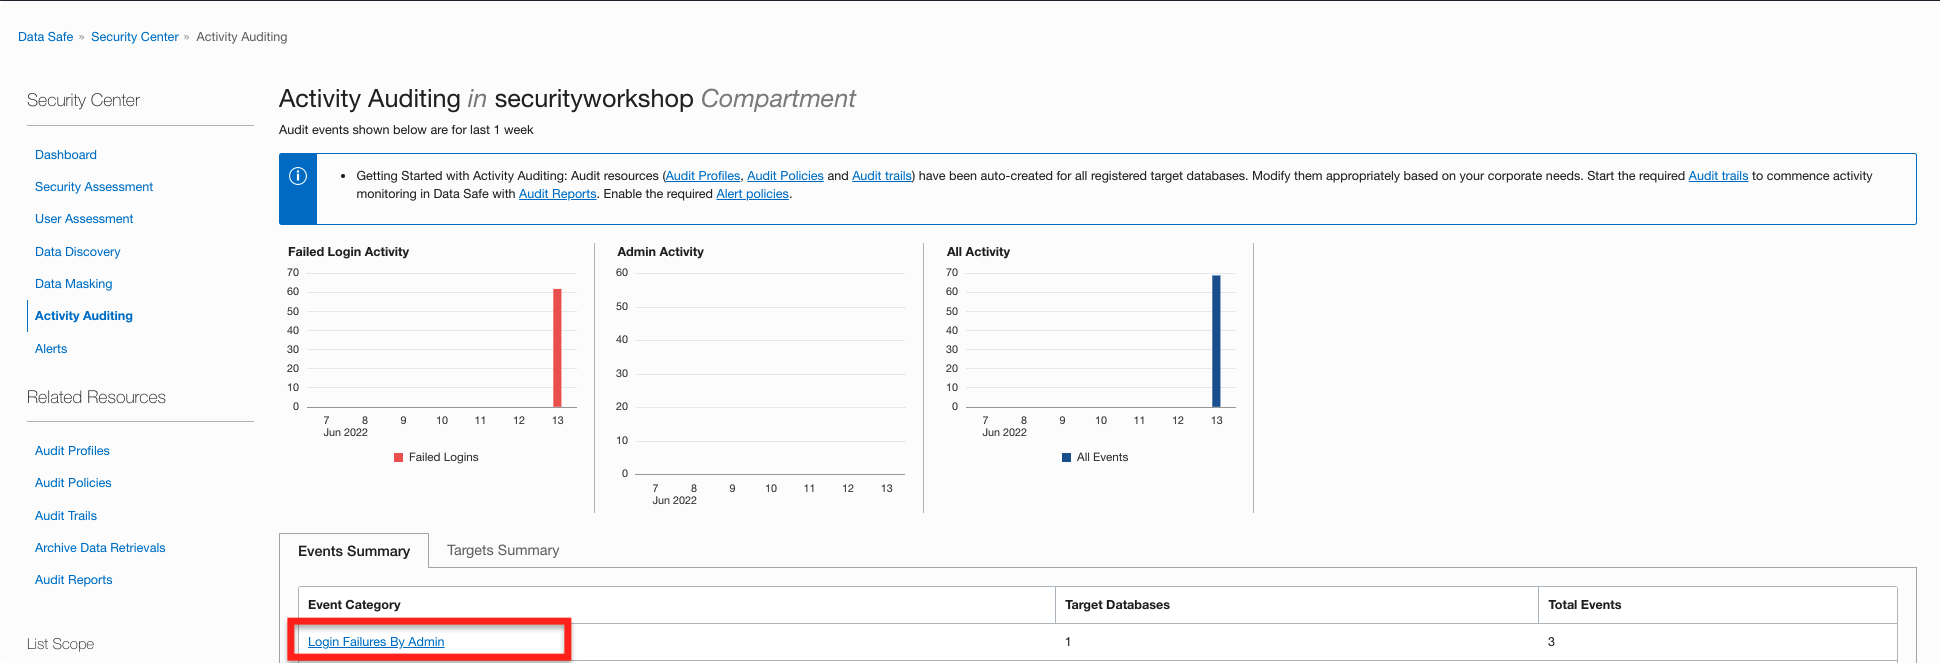 Data Safe » Security Center » Activity Auditing
Security Center
Dashboard
Security Assessment
User Assessment
Data Discovery
Data Masking
Activity Auditing
Alerts
Related Resources
Audit Profiles
Audit Policies
Audit Trails
Archive Data Retrievals
Audit Reports
List Scope
Activity Auditing in securityworkshop Compartment
Audit events shown below are for last 1 week
• Getting Started with Activity Auditing: Audit resources (Audit Profiles, Audit Policies and Audit trails) have been auto-created for all registered target databases. Modify them appropriately based on your corporate needs. Start the required Audit trails to commence activity
monitoring in Data Safe with Audit Reports. Enable the required Alert policies.
Failed Login Activity
70
60
50
40
30
20
10
0
7 8 9 10 11 12 13
Jun 2022
Failed Logins
Admin Activity
60
50
40
30
20
10
0
7 8 9 10 11 12 13
Jun 2022
All Activity
70
60
50
40
30
20
10
0
7 8 9 10 11 12 13
Jun 2022
All Events
Events Summary Targets Summary
Event Category Target Databases Total Events
Login Failures By Admin 1 3